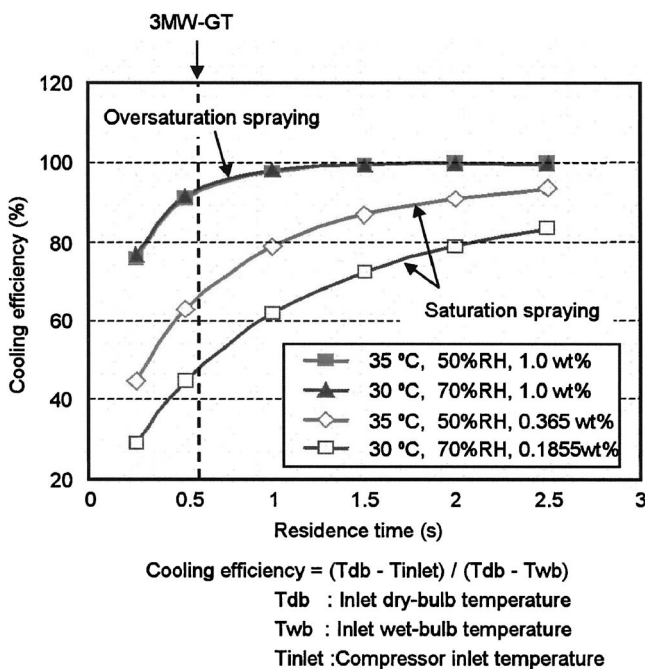 3MW-GT
120
Oversaturation spraying
100
80
60
40
20
Cooling efficiency (%)
Saturation spraying
35 ºC, 50%RH, 1.0 wt%
30 ºC, 70%RH, 1.0 wt%
35 ºC, 50%RH, 0.365 wt%
30 ºC, 70%RH, 0.1855wt%
0 0.5 1 1.5 2 2.5 3
Residence time (s)
Cooling efficiency = (Tdb - Tinlet) / (Tdb - Twb)
Tdb : Inlet dry-bulb temperature
Twb : Inlet wet-bulb temperature
Tinlet :Compressor inlet temperature